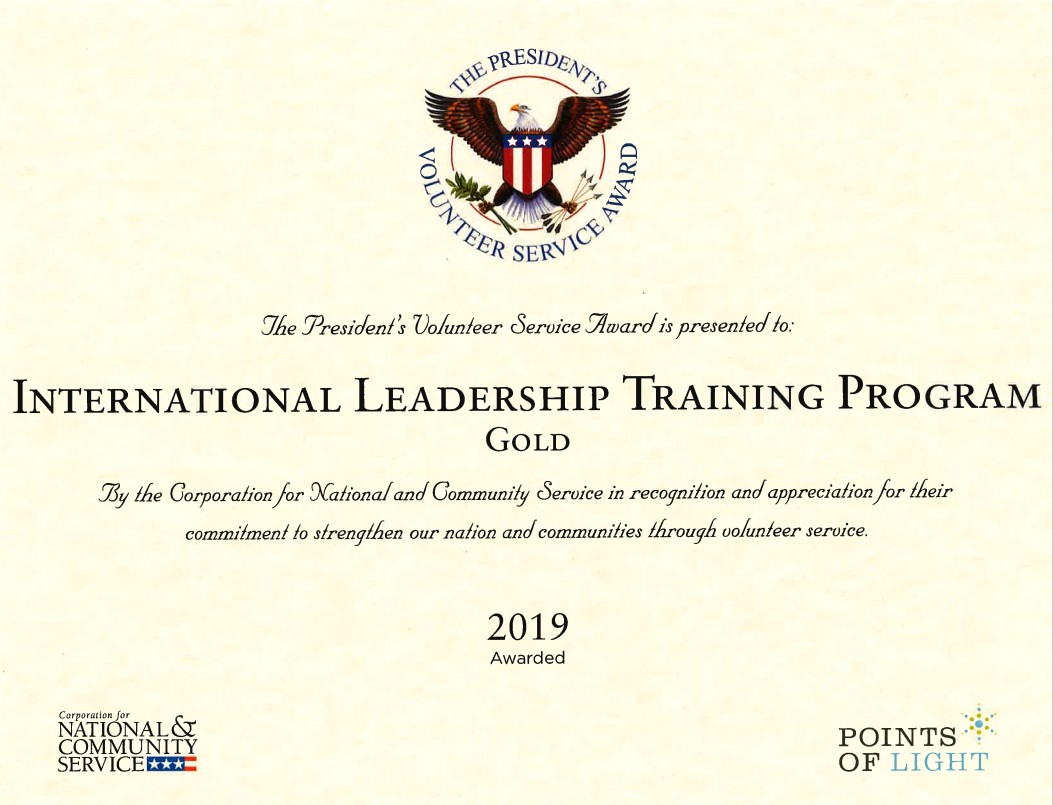 THE PRESIDENT'S
VOLUNTEER SERVICE AWARD
The President's Volunteer Service Award is presented to:
INTERNATIONAL LEADERSHIP TRAINING PROGRAM
GOLD
By the Corporation for National and Community Service in recognition and appreciation for their
commitment to strengthen our nation and communities through volunteer service.
2019
Awarded
Corporation for
NATIONAL &
COMMUNITY
SERVICE
POINTS
OF LIGHT